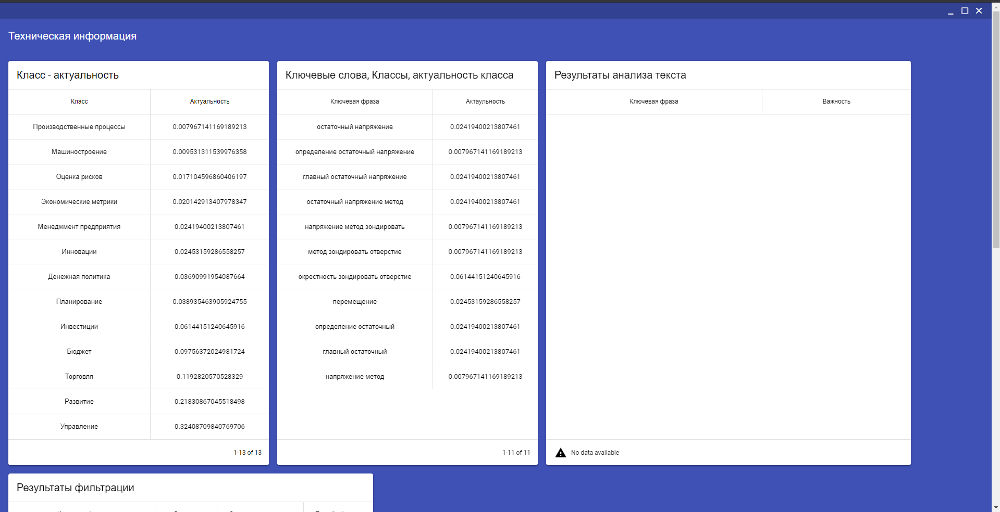 Техническая информация
Класс - актуальность
Класс Актуальность
Производственные процессы 0.007967141169189213
Машиностроение 0.009531311539976358
Оценка рисков 0.017104596860406197
Экономические метрики 0.020142913407978347
Менеджмент предприятия 0.02419400213807461
Инновации 0.02453159286558257
Денежная политика 0.03690991954087664
Планирование 0.038935463905924755
Инвестиции 0.06144151240645916
Бюджет 0.09756372024981724
Торговля 0.1192820570528329
Развитие 0.21830867045518498
Управление 0.32408709840769706
1-13 of 13
Ключевые слова, Классы, актуальность класса
Ключевая фраза Актаульность
остаточный напряжение 0.02419400213807461
определение остаточный напряжение 0.007967141169189213
главный остаточный напряжение 0.02419400213807461
остаточный напряжение метод 0.02419400213807461
напряжение метод зондировать 0.007967141169189213
метод зондировать отверстие 0.007967141169189213
окрестность зондировать отверстие 0.06144151240645916
перемещение 0.02453159286558257
определение остаточный 0.02419400213807461
главный остаточный 0.02419400213807461
напряжение метод 0.007967141169189213
1-11 of 11
Результаты анализа текста
Ключевая фраза Важность
No data available
Результаты фильтрации